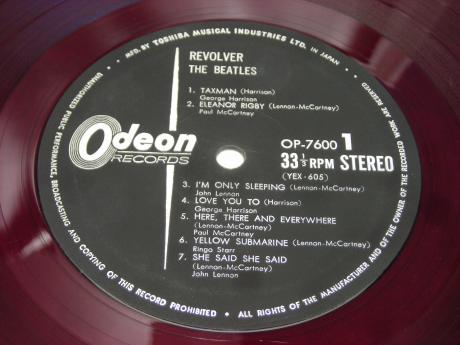 MFD. BY TOSHIBA MUSICAL INDUSTRIES LTD. IN JAPAN.
REVOLVER
THE BEATLES
1. TAXMAN (Harrison)
George Harrison
2. ELEANOR RIGBY (Lennon-McCartney)
Paul McCartney
Odeon
RECORDS
OP-7600 1
33 1/3 RPM STEREO
(YEX-605)
3. I'M ONLY SLEEPING (Lennon-McCartney)
John Lennon
4. LOVE YOU TO (Harrison)
George Harrison
5. HERE, THERE AND EVERYWHERE
(Lennon-McCartney)
Paul McCartney
6. YELLOW SUBMARINE (Lennon-McCartney)
Ringo Starr
7. SHE SAID SHE SAID
(Lennon-McCartney)
John Lennon
• UNAUTHORIZED PUBLIC PERFORMANCE, BROADCASTING AND COPYING OF THIS RECORD PROHIBITED • ALL RIGHTS OF THE MANUFACTURER AND OF THE OWNER OF THE RECORDED WORK ARE RESERVED